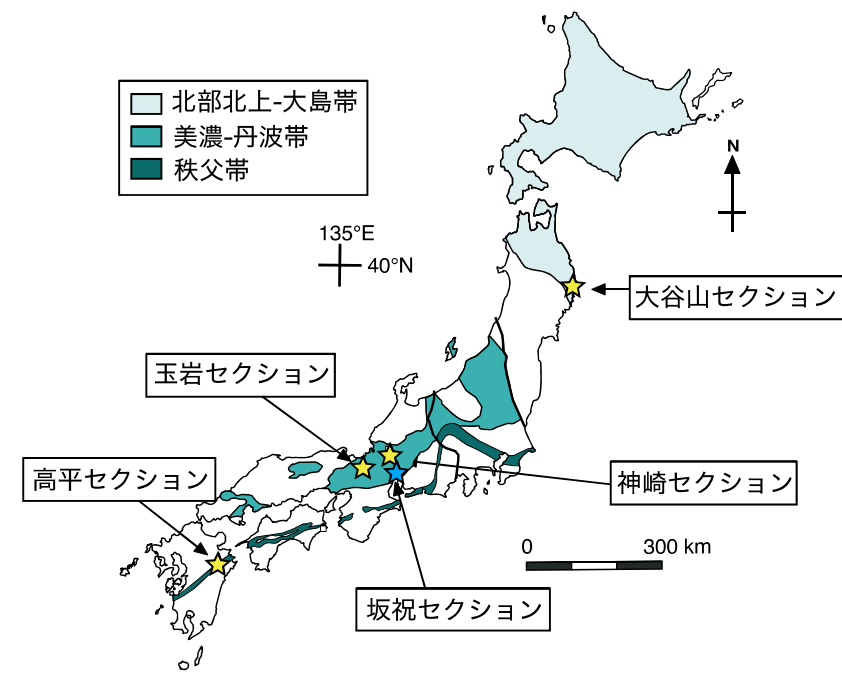 北部北上-大島帯
美濃-丹波帯
秩父帯
N
135°E
40°N
大谷山セクション
玉岩セクション
高平セクション
神崎セクション
0 300 km
坂祝セクション